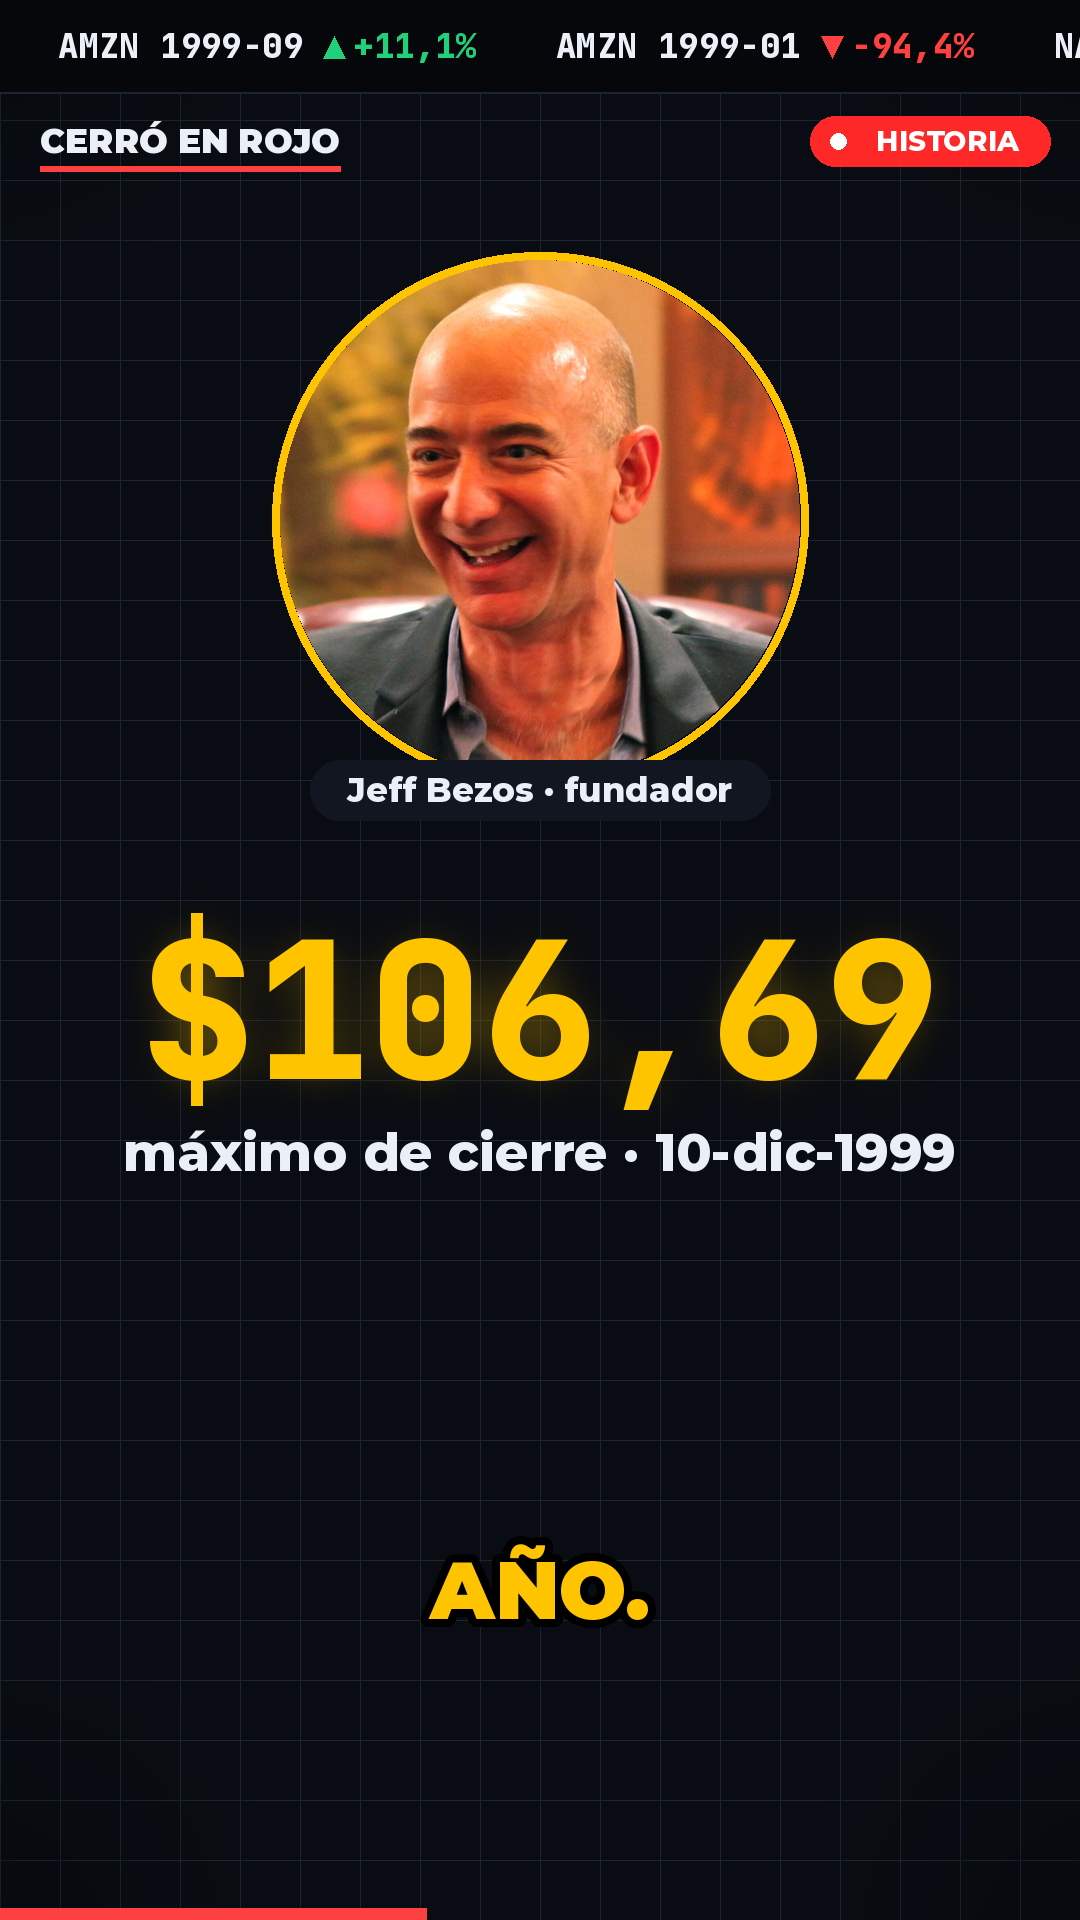 AMZN 1999-09 ▲+11,1% AMZN 1999-01 ▼-94,4%
CERRÓ EN ROJO
HISTORIA
Jeff Bezos · fundador
$106,69
máximo de cierre · 10-dic-1999
AÑO.